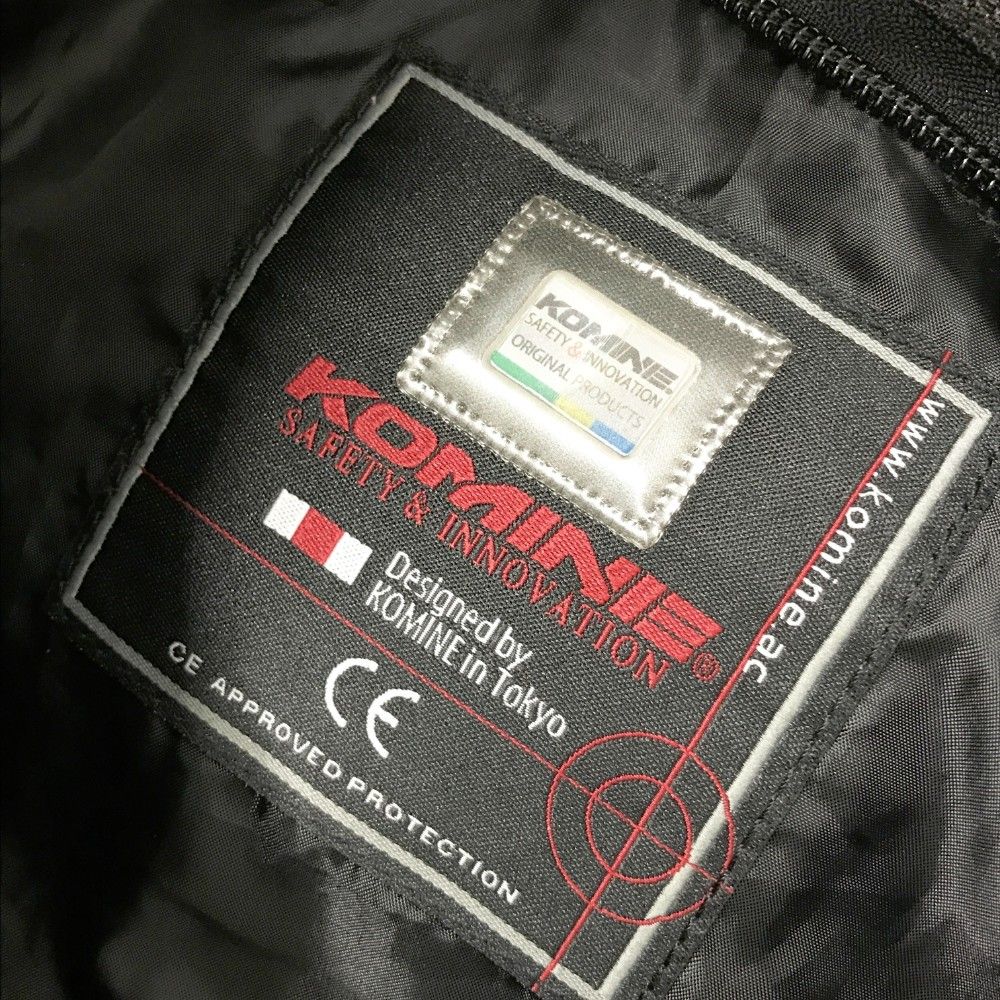 KOMINE
SAFETY & INNOVATION
ORIGINAL PRODUCTS
KOMINE®
SAFETY & INNOVATION
Designed by
KOMINE in Tokyo
CE
CE APPROVED PROTECTION
www.komine.ac